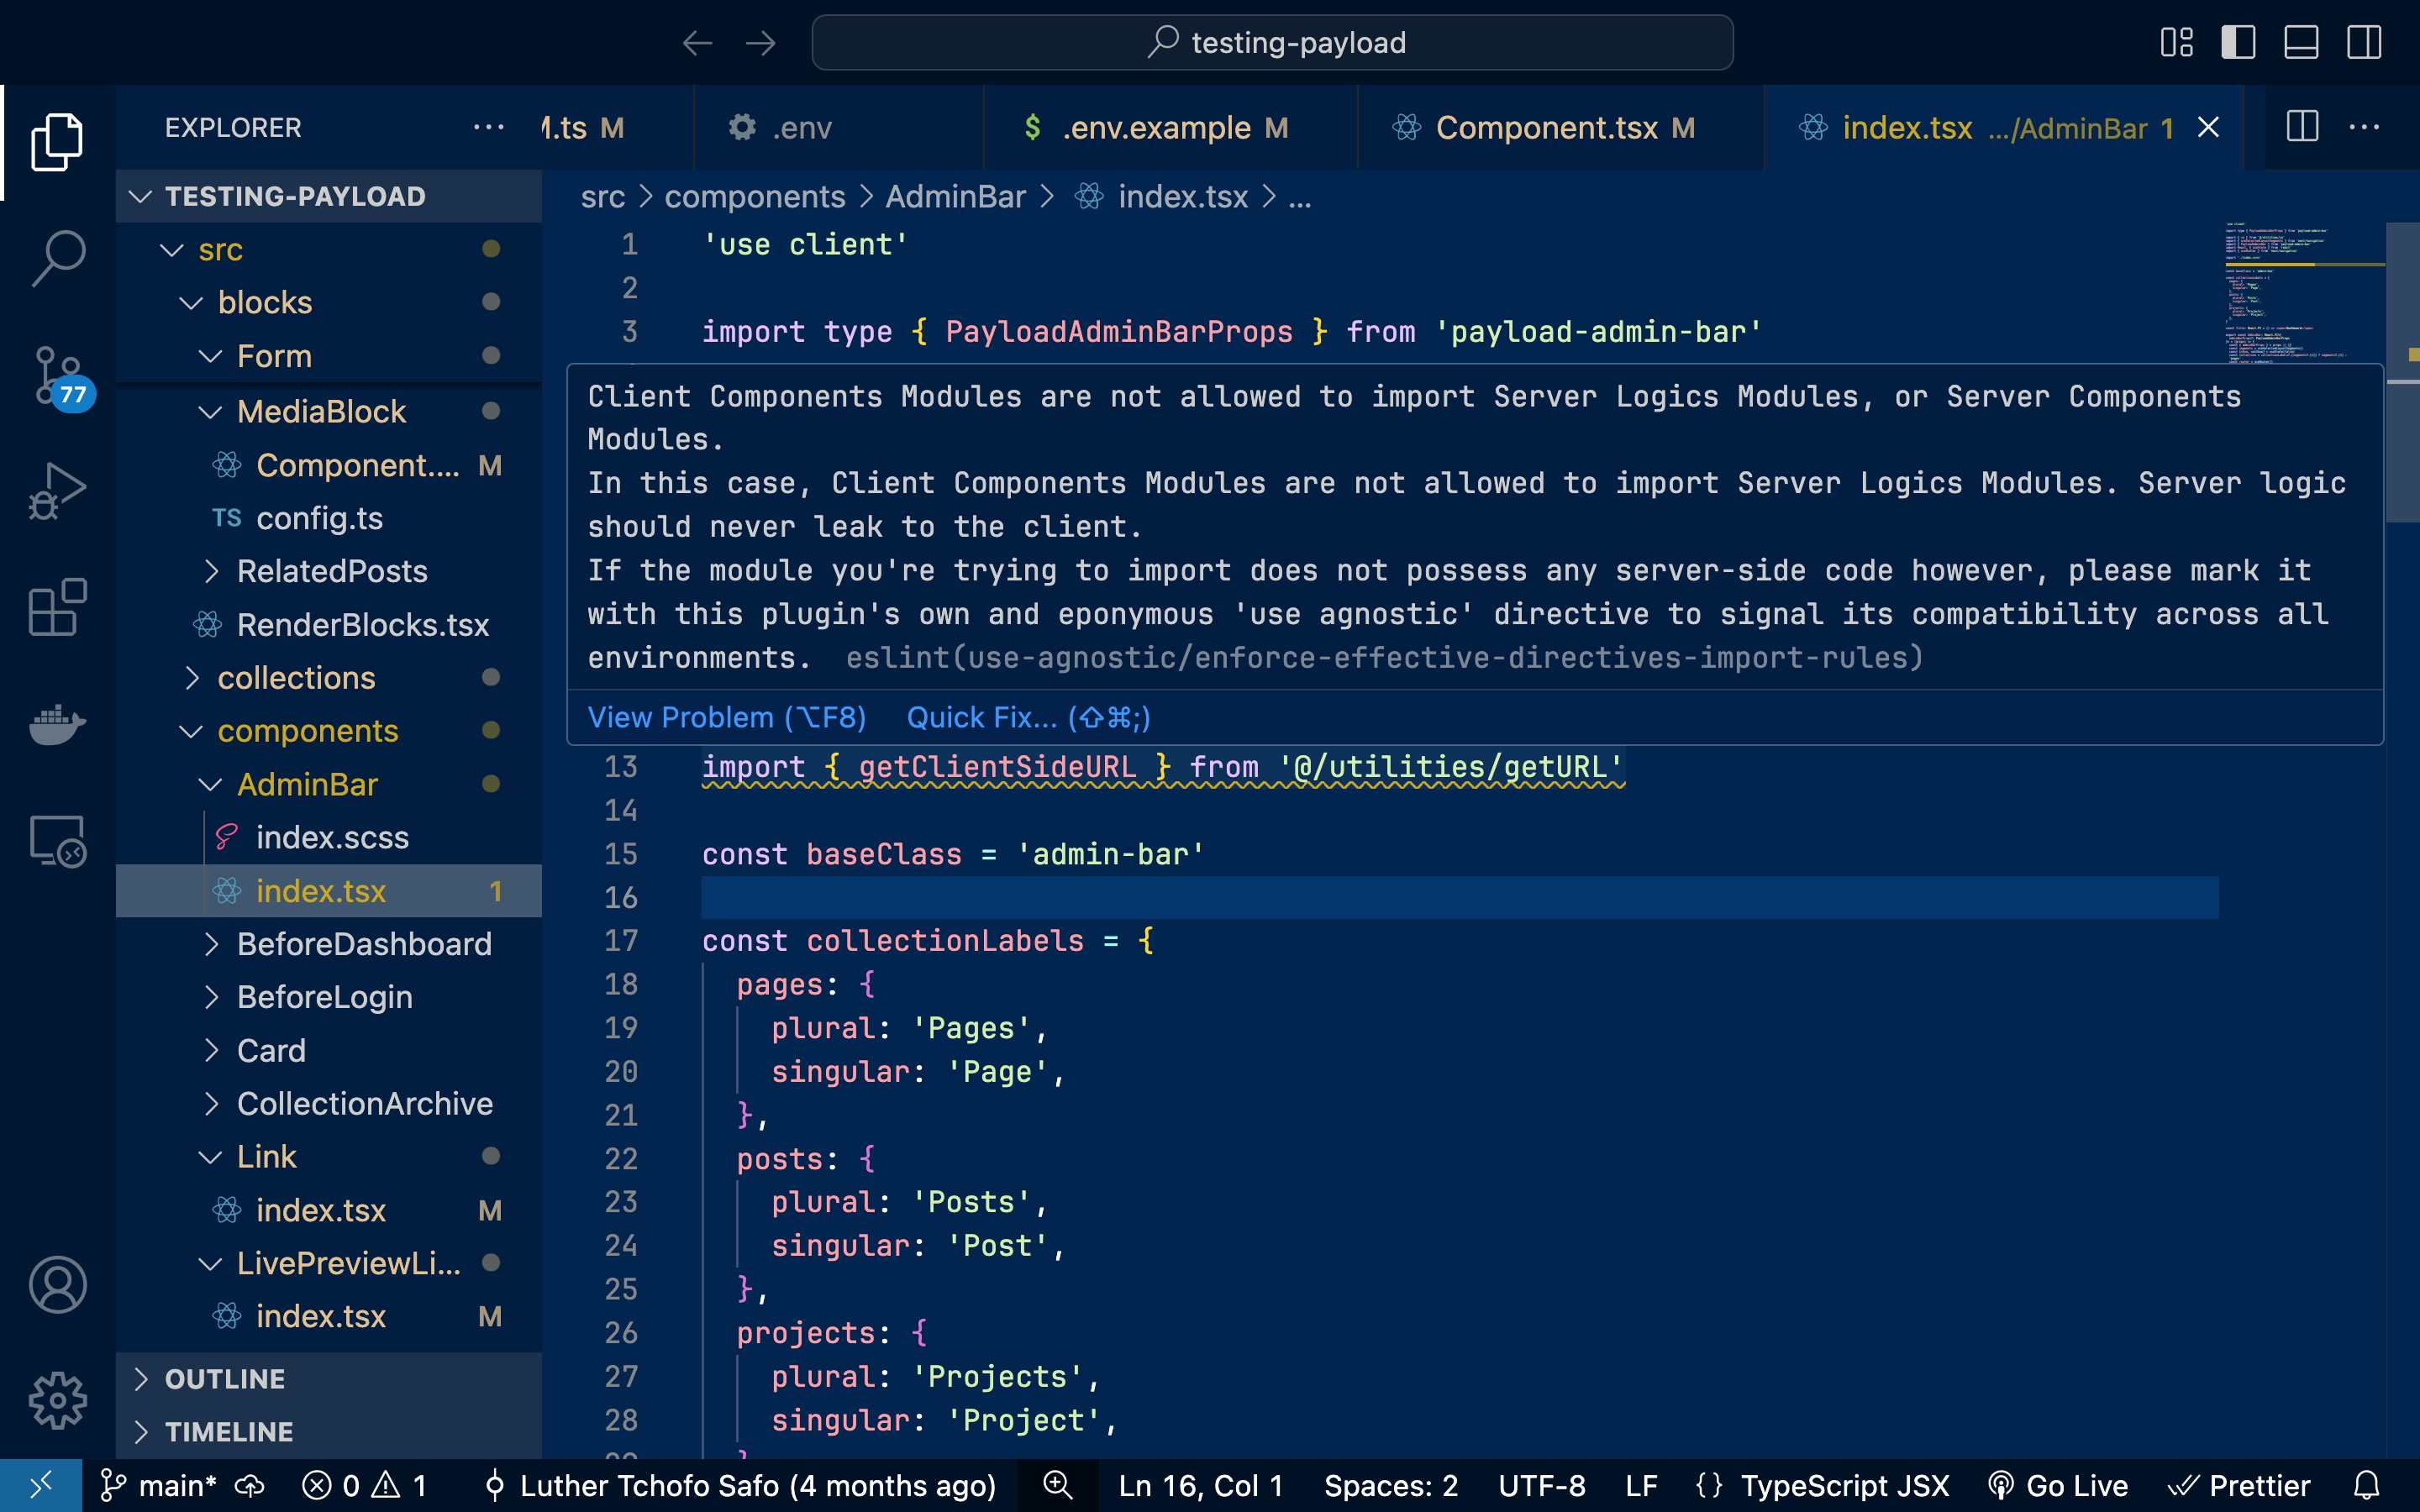 testing-payload
EXPLORER
.ts M
.env
$ .env.example M
Component.tsx M
index.tsx .../AdminBar 1
TESTING-PAYLOAD
src
blocks
Form
MediaBlock
Component.... M
TS config.ts
RelatedPosts
RenderBlocks.tsx
collections
components
AdminBar
index.scss
index.tsx 1
BeforeDashboard
BeforeLogin
Card
CollectionArchive
Link
index.tsx M
LivePreviewLi...
index.tsx M
OUTLINE
TIMELINE
77
src > components > AdminBar > index.tsx > ...
1 'use client'
2
3 import type { PayloadAdminBarProps } from 'payload-admin-bar'
Client Components Modules are not allowed to import Server Logics Modules, or Server Components
Modules.
In this case, Client Components Modules are not allowed to import Server Logics Modules. Server logic
should never leak to the client.
If the module you're trying to import does not possess any server-side code however, please mark it
with this plugin's own and eponymous 'use agnostic' directive to signal its compatibility across all
environments. eslint(use-agnostic/enforce-effective-directives-import-rules)
View Problem (⌥F8) Quick Fix... (⇧⌘;)
13 import { getClientSideURL } from '@/utilities/getURL'
14
15 const baseClass = 'admin-bar'
16
17 const collectionLabels = {
18 pages: {
19 plural: 'Pages',
20 singular: 'Page',
21 },
22 posts: {
23 plural: 'Posts',
24 singular: 'Post',
25 },
26 projects: {
27 plural: 'Projects',
28 singular: 'Project',
main* 0 1 Luther Tchofo Safo (4 months ago) Ln 16, Col 1 Spaces: 2 UTF-8 LF {} TypeScript JSX Go Live Prettier